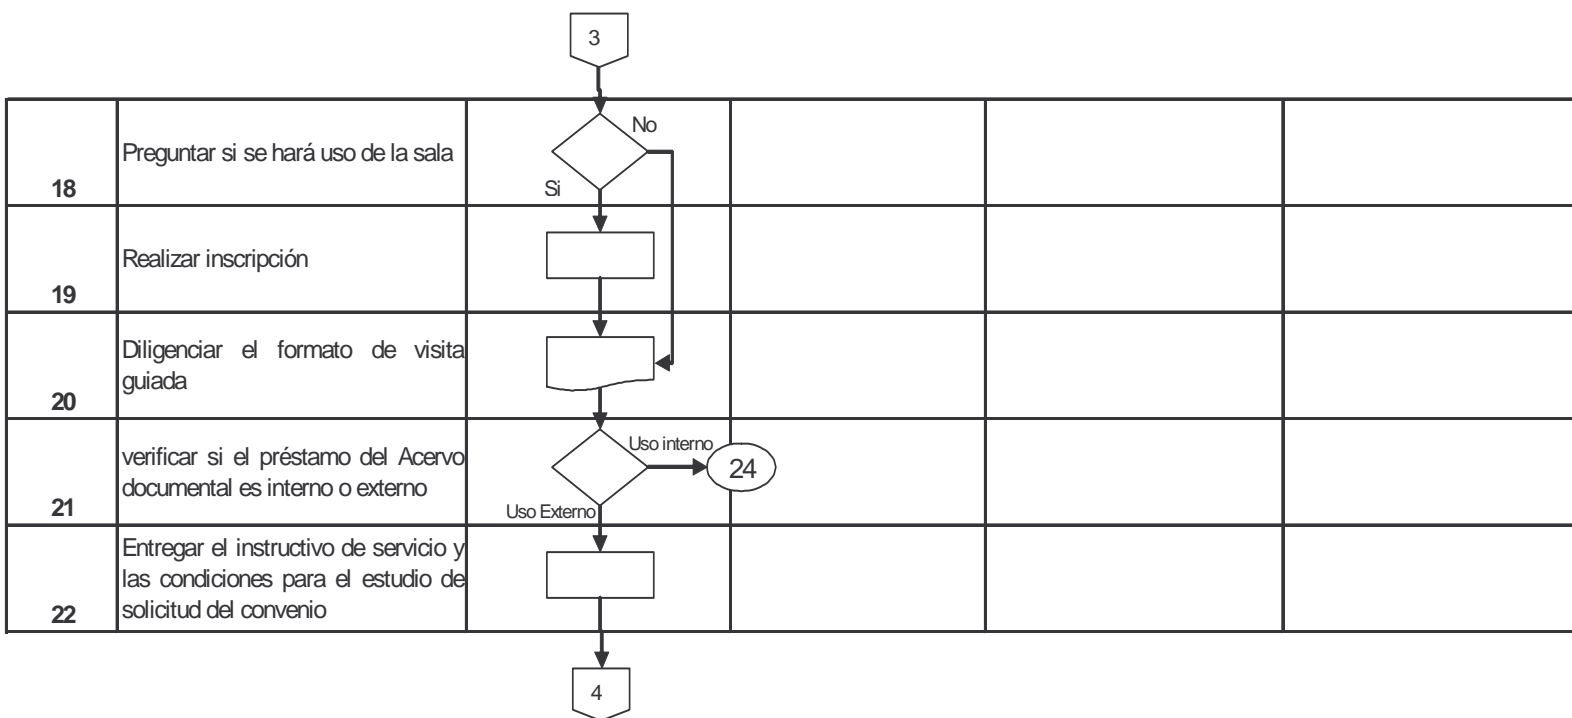 3
No
Preguntar si se hará uso de la sala
18
Si
Realizar inscripción
19
Diligenciar el formato de visita
guiada
20
verificar si el préstamo del Acervo
documental es interno o externo
21
Uso interno
24
Uso Externo
Entregar el instructivo de servicio y
las condiciones para el estudio de
solicitud del convenio
22
4